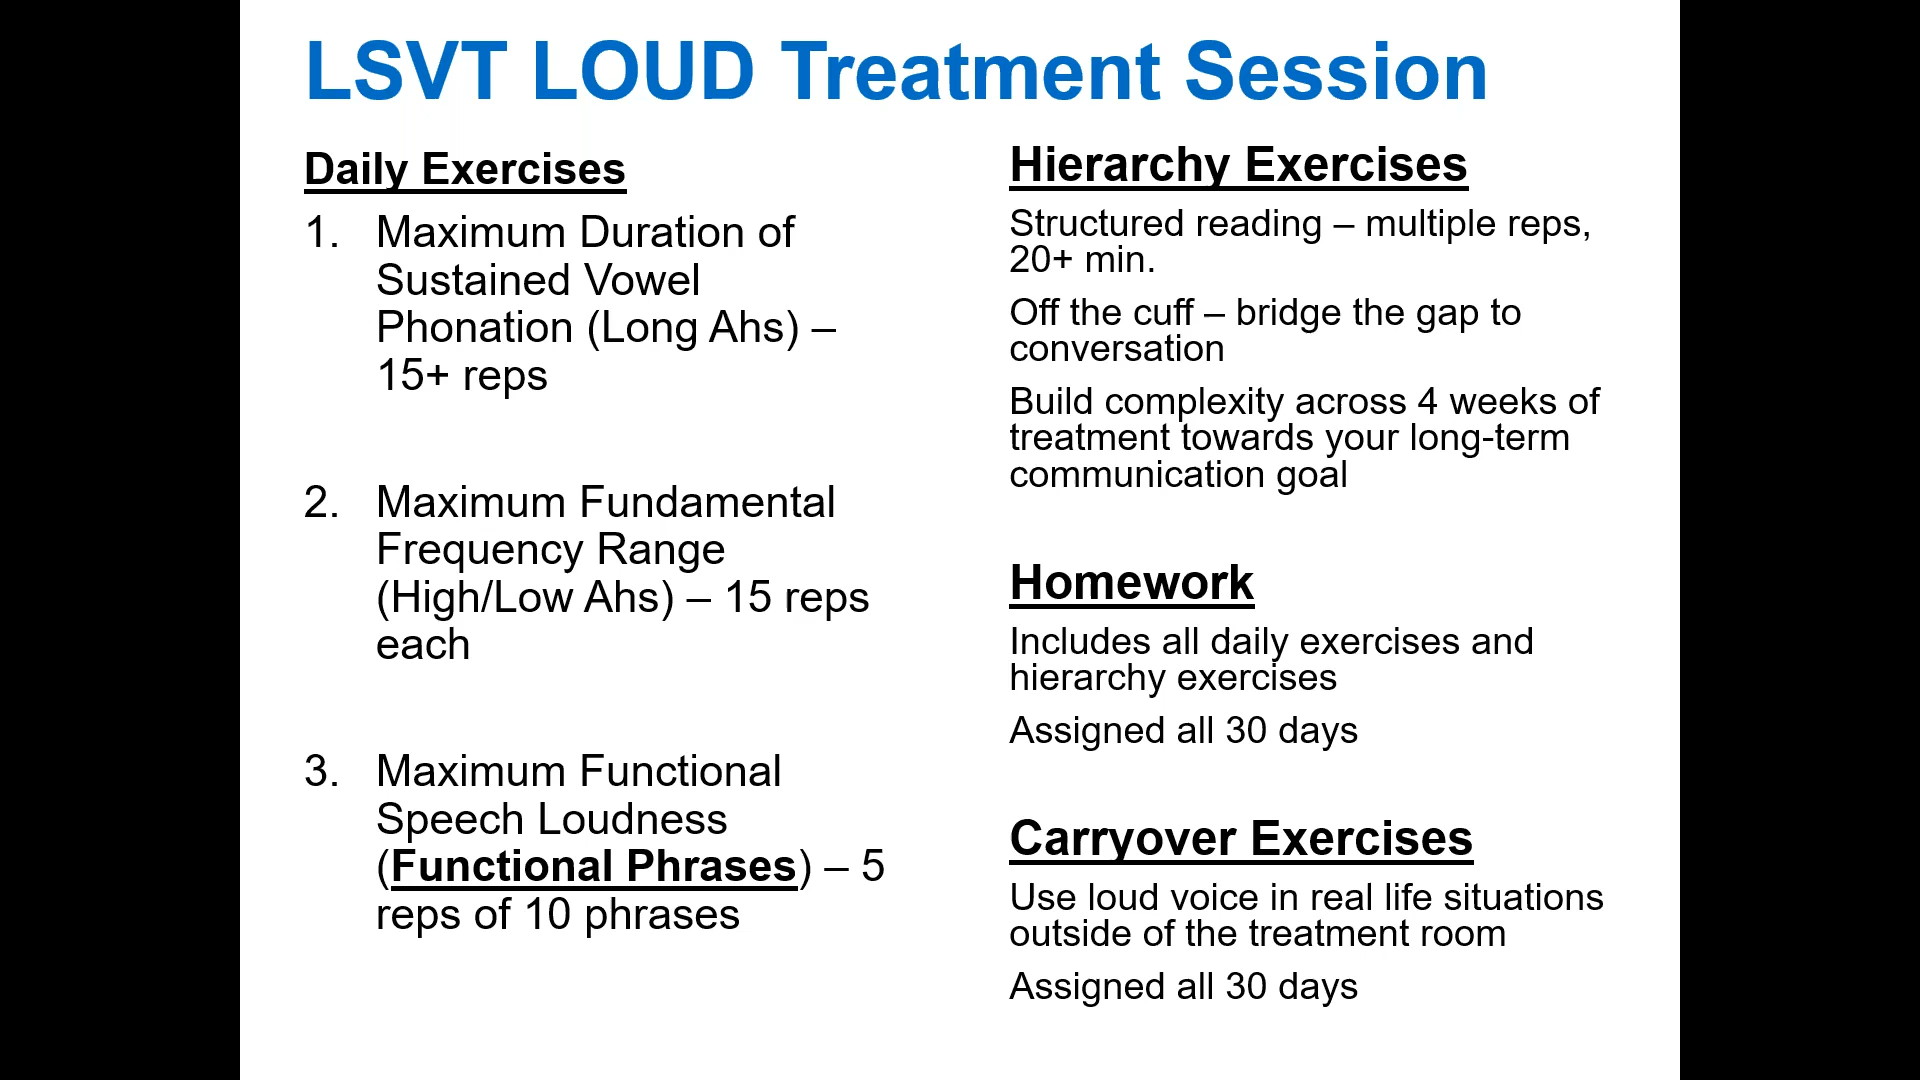 LSVT LOUD Treatment Session
Daily Exercises
1. Maximum Duration of
Sustained Vowel
Phonation (Long Ahs) –
15+ reps
2. Maximum Fundamental
Frequency Range
(High/Low Ahs) – 15 reps
each
3. Maximum Functional
Speech Loudness
(Functional Phrases) – 5
reps of 10 phrases
Hierarchy Exercises
Structured reading – multiple reps,
20+ min.
Off the cuff – bridge the gap to
conversation
Build complexity across 4 weeks of
treatment towards your long-term
communication goal
Homework
Includes all daily exercises and
hierarchy exercises
Assigned all 30 days
Carryover Exercises
Use loud voice in real life situations
outside of the treatment room
Assigned all 30 days